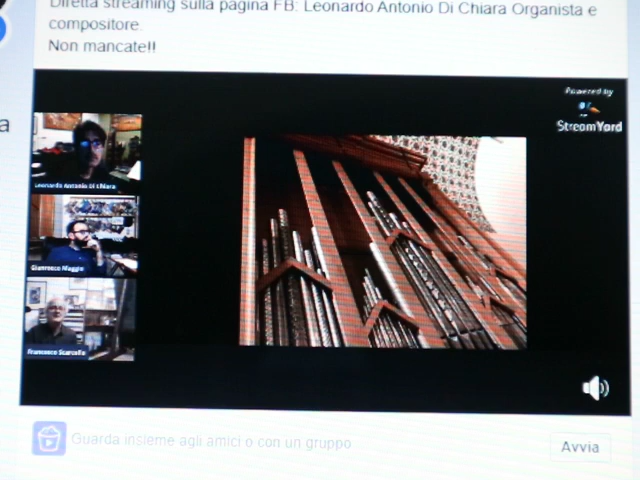 Diretta streaming sulla pagina FB: Leonardo Antonio Di Chiara Organista e
compositore.
Non mancate!!
a
Powered by
StreamYard
Leonardo Antonio Di Chiara
Gianrocco Maggio
Francesco Scarcella
Guarda insieme agli amici o con un gruppo
Avvia